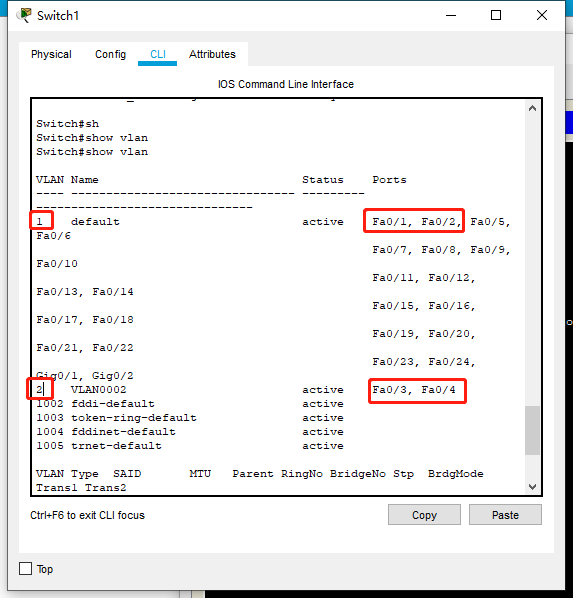 Switch1
Physical Config CLI Attributes
IOS Command Line Interface
Switch#sh
Switch#show vlan
Switch#show vlan
VLAN Name                             Status    Ports
---- -------------------------------- ---------
-------------------------------
1    default                          active    Fa0/1, Fa0/2, Fa0/5,
Fa0/6
Fa0/7, Fa0/8, Fa0/9,
Fa0/10
Fa0/11, Fa0/12,
Fa0/13, Fa0/14
Fa0/15, Fa0/16,
Fa0/17, Fa0/18
Fa0/19, Fa0/20,
Fa0/21, Fa0/22
Fa0/23, Fa0/24,
Gig0/1, Gig0/2
2    VLAN0002                         active    Fa0/3, Fa0/4
1002 fddi-default                     active
1003 token-ring-default               active
1004 fddinet-default                  active
1005 trnet-default                    active
VLAN Type  SAID       MTU   Parent RingNo BridgeNo Stp  BrdgMode
Trans1 Trans2
Ctrl+F6 to exit CLI focus
Copy Paste
Top